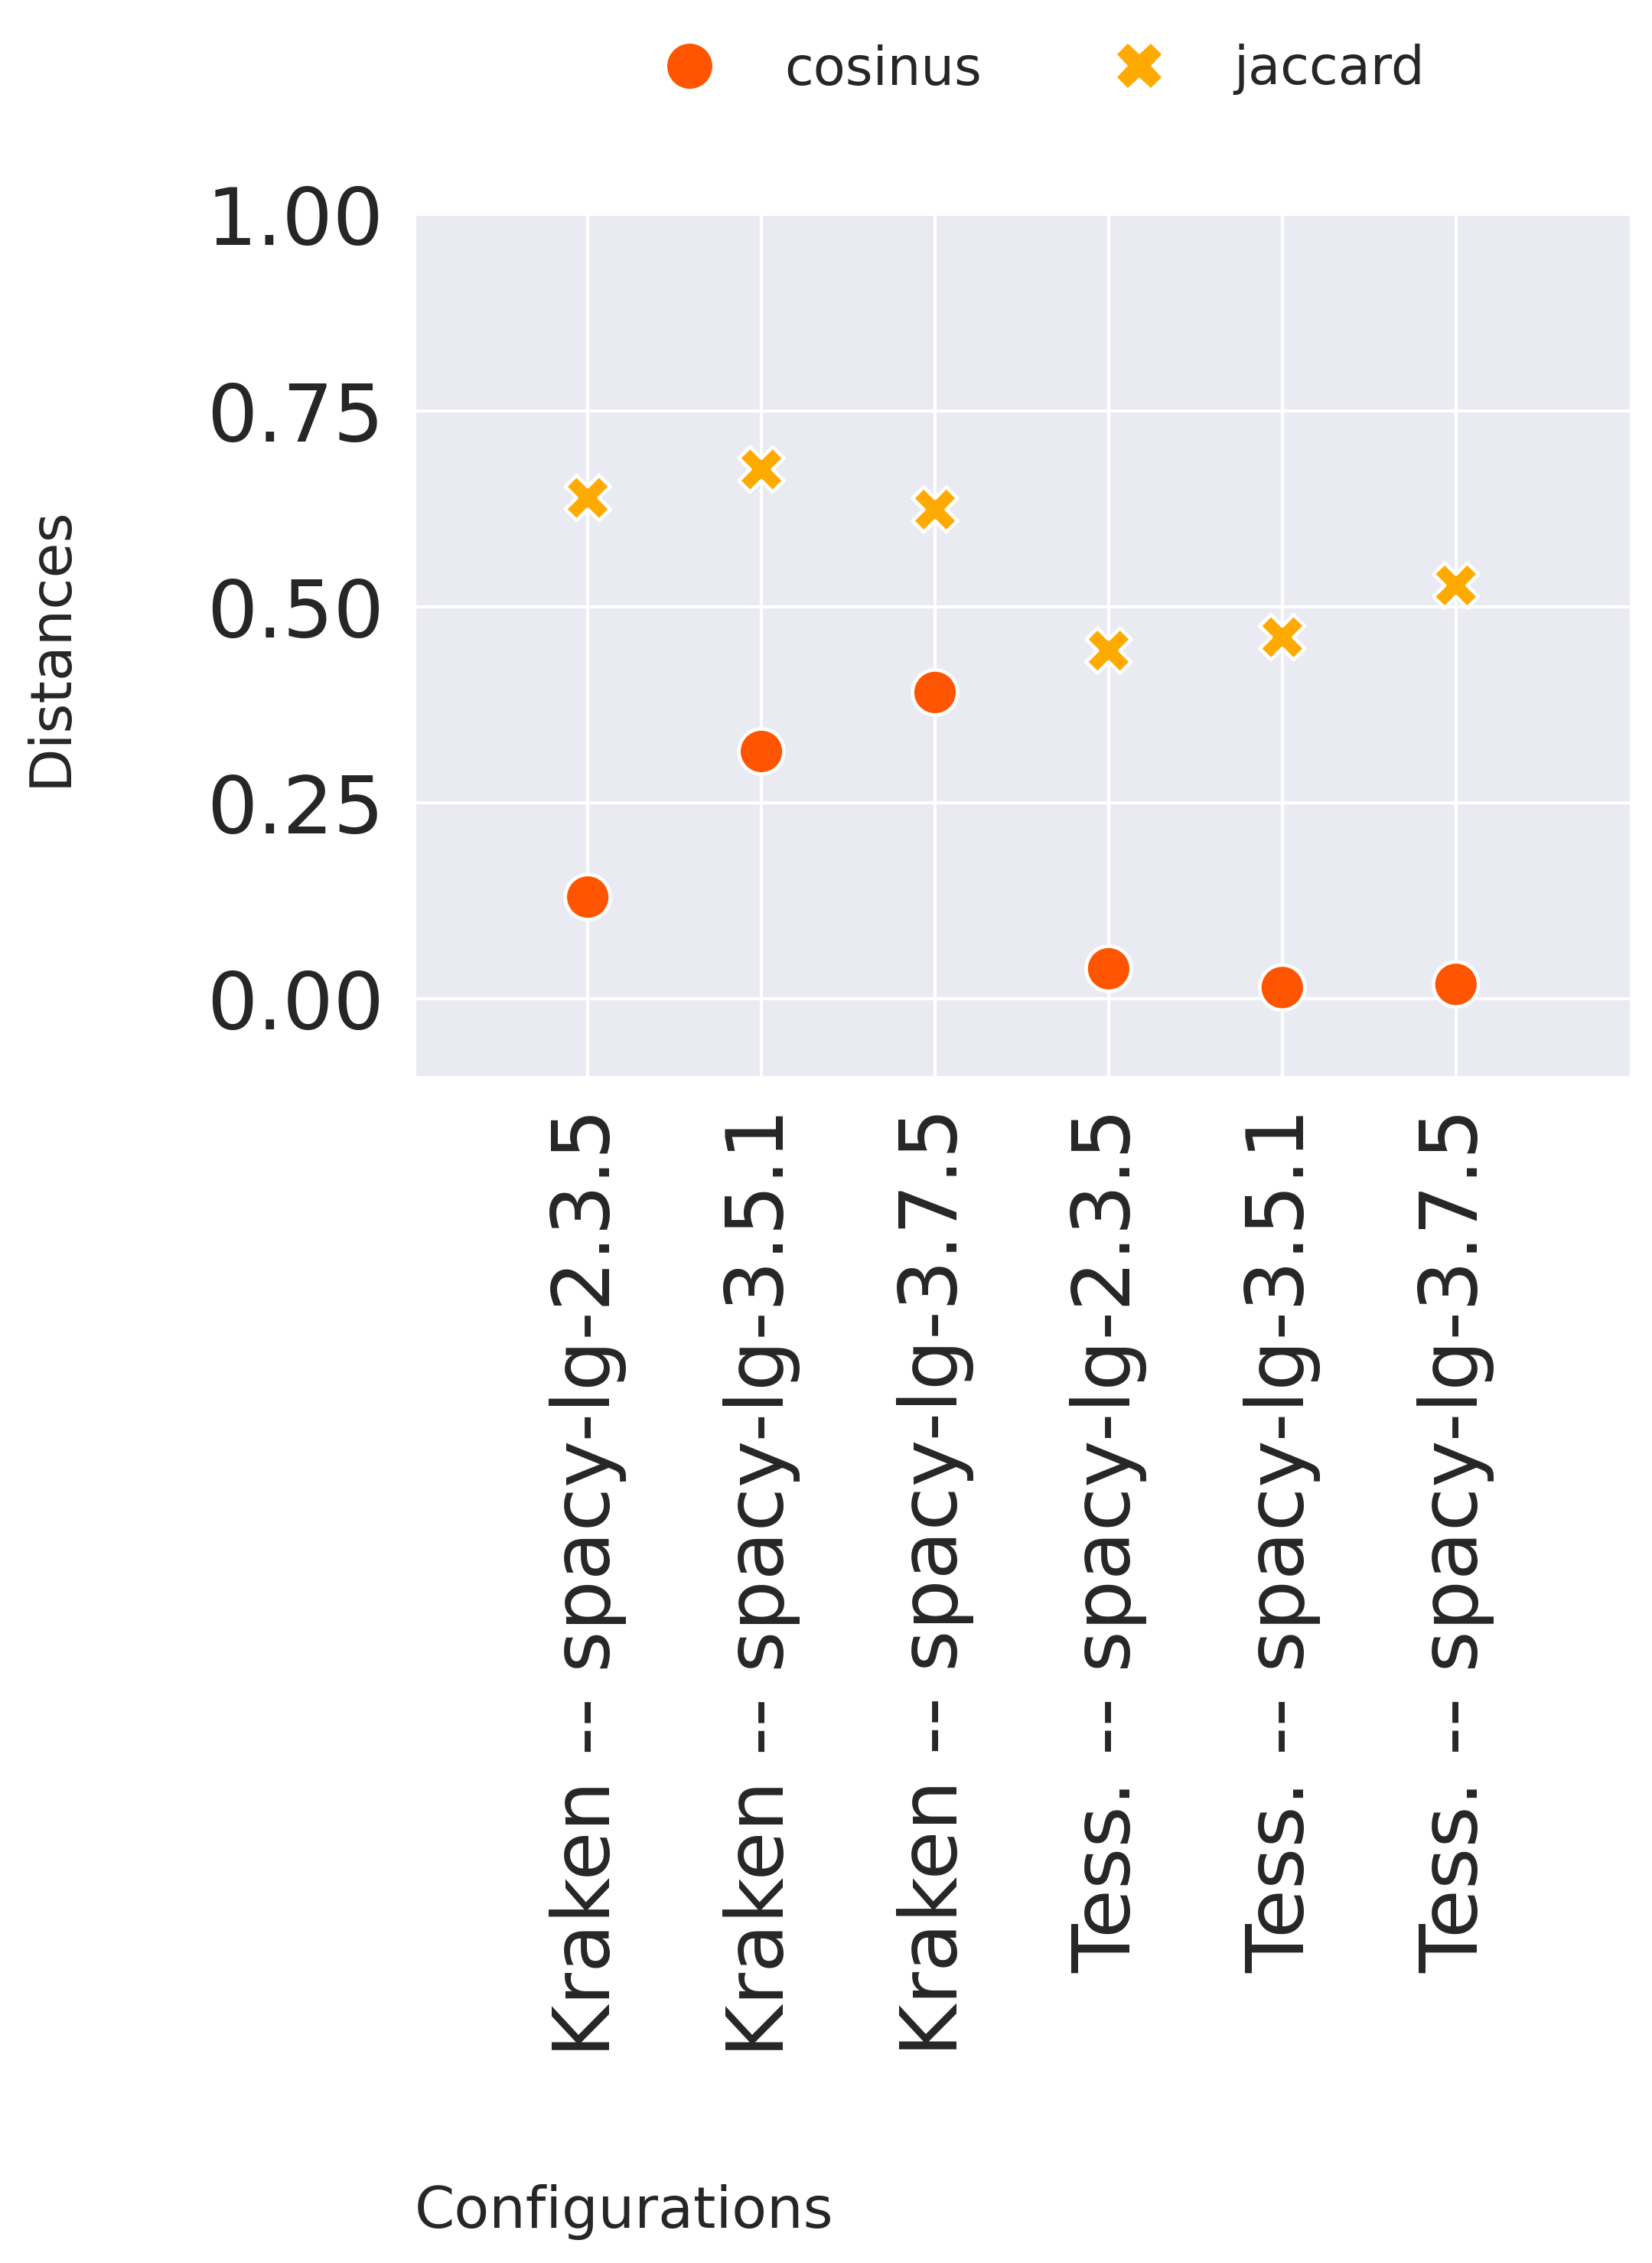 cosinus
jaccard
1.00
0.75
0.50
0.25
0.00
Distances
Kraken -- spacy-lg-2.3.5
Kraken -- spacy-lg-3.5.1
Kraken -- spacy-lg-3.7.5
Tess. -- spacy-lg-2.3.5
Tess. -- spacy-lg-3.5.1
Tess. -- spacy-lg-3.7.5
Configurations